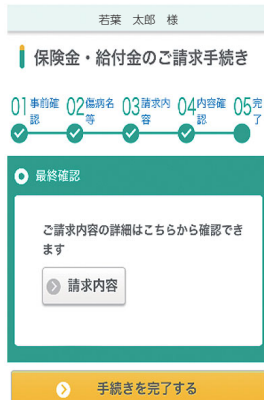 若葉 太郎 様
保険金・給付金のご請求手続き
01 事前確認 02 傷病名等 03 請求内容 04 内容確認 05 完了
最終確認
ご請求内容の詳細はこちらから確認でき
ます
請求内容
手続きを完了する